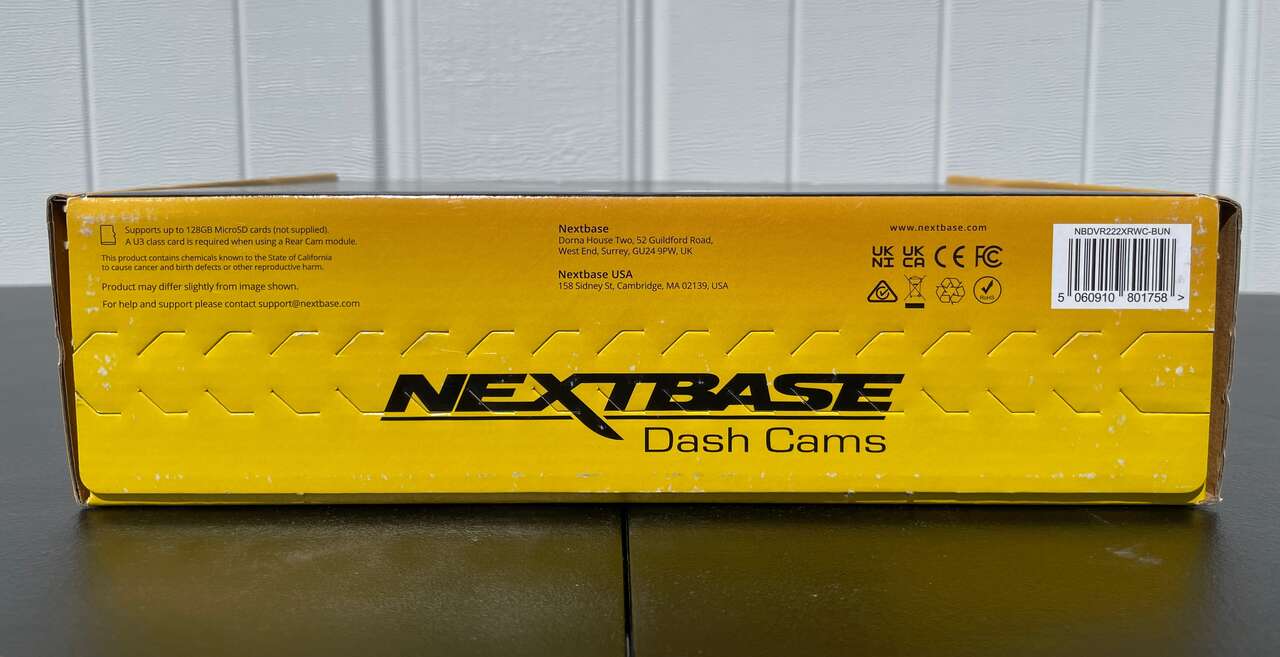 Supports up to 128GB MicroSD cards (not supplied).
A U3 class card is required when using a Rear Cam module.
This product contains chemicals known to the State of California
to cause cancer and birth defects or other reproductive harm.
Product may differ slightly from image shown.
For help and support please contact support@nextbase.com
Nextbase
Dorna House Two, 52 Guildford Road,
West End, Surrey, GU24 9PW, UK
Nextbase USA
158 Sidney St, Cambridge, MA 02139, USA
www.nextbase.com
UK
NI
UK
CA
CE
FC
RoHS
NBDVR222XRWC-BUN
5 060910 801758 >
NEXTBASE
Dash Cams